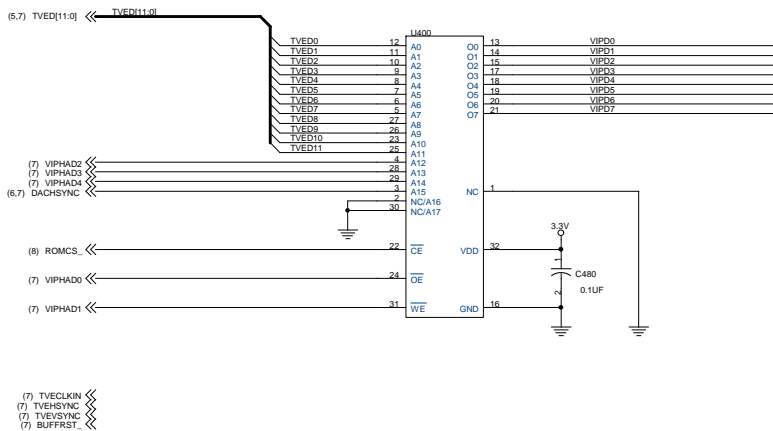 (5,7) TVED[11:0] TVED[11:0]
U400
TVED0 12 A0 O0 13 VIPD0
TVED1 11 A1 O1 14 VIPD1
TVED2 10 A2 O2 15 VIPD2
TVED3 9 A3 O3 17 VIPD3
TVED4 8 A4 O4 18 VIPD4
TVED5 7 A5 O5 19 VIPD5
TVED6 6 A6 O6 20 VIPD6
TVED7 5 A7 O7 21 VIPD7
TVED8 27 A8
TVED9 26 A9
TVED10 23 A10
TVED11 25 A11
(7) VIPHAD2 4 A12
(7) VIPHAD3 28 A13
(7) VIPHAD4 29 A14
(6,7) DACHSYNC 3 A15 NC 1
2 NC/A16
30 NC/A17
3.3V
(8) ROMCS_ 22 CE VDD 32
1
C480
(7) VIPHAD0 24 OE
2 0.1UF
(7) VIPHAD1 31 WE GND 16
(7) TVECLKIN
(7) TVEHSYNC
(7) TVEVSYNC
(7) BUFFRST_